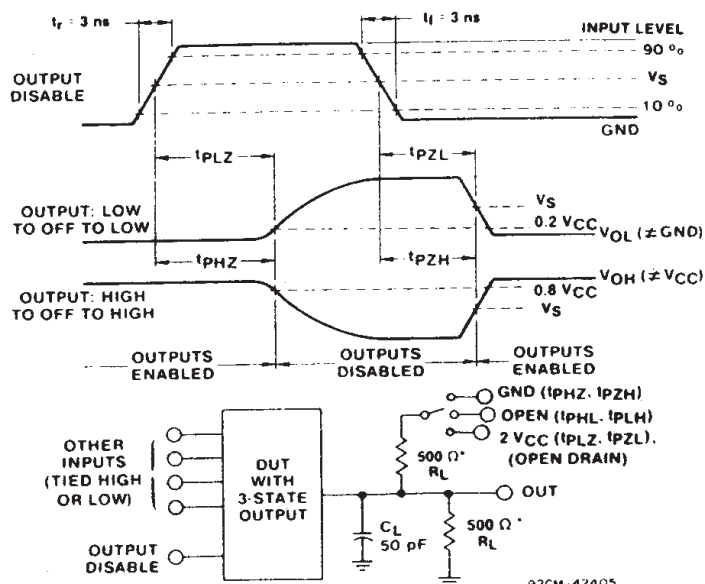 tr = 3 ns
tf = 3 ns
INPUT LEVEL
90 %
OUTPUT
DISABLE
VS
10 %
GND
tPLZ
tPZL
OUTPUT: LOW
TO OFF TO LOW
VS
0.2 VCC
VOL (≠ GND)
tPHZ
tPZH
OUTPUT: HIGH
TO OFF TO HIGH
VOH (≠ VCC)
0.8 VCC
VS
OUTPUTS
ENABLED
OUTPUTS
DISABLED
OUTPUTS
ENABLED
GND (tPHZ, tPZH)
OPEN (tPHL, tPLH)
2 VCC (tPLZ, tPZL),
(OPEN DRAIN)
OTHER
INPUTS
(TIED HIGH
OR LOW)
DUT
WITH
3-STATE
OUTPUT
500 Ω*
RL
OUT
CL
50 pF
500 Ω*
RL
OUTPUT
DISABLE
92CM-42405